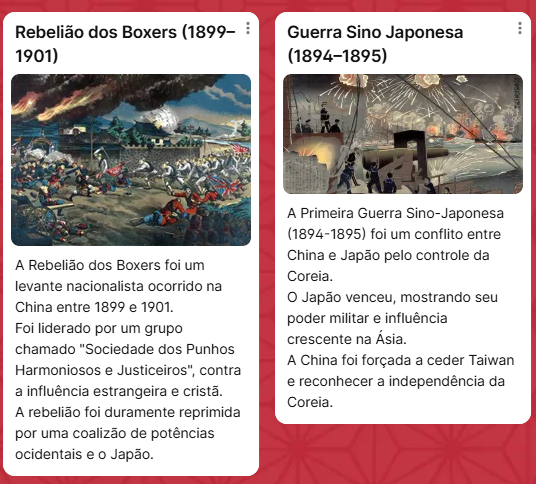 Rebelião dos Boxers (1899–
1901)
A Rebelião dos Boxers foi um
levante nacionalista ocorrido na
China entre 1899 e 1901.
Foi liderado por um grupo
chamado "Sociedade dos Punhos
Harmoniosos e Justiceiros", contra
a influência estrangeira e cristã.
A rebelião foi duramente reprimida
por uma coalizão de potências
ocidentais e o Japão.
Guerra Sino Japonesa
(1894–1895)
A Primeira Guerra Sino-Japonesa
(1894-1895) foi um conflito entre
China e Japão pelo controle da
Coreia.
O Japão venceu, mostrando seu
poder militar e influência
crescente na Ásia.
A China foi forçada a ceder Taiwan
e reconhecer a independência da
Coreia.